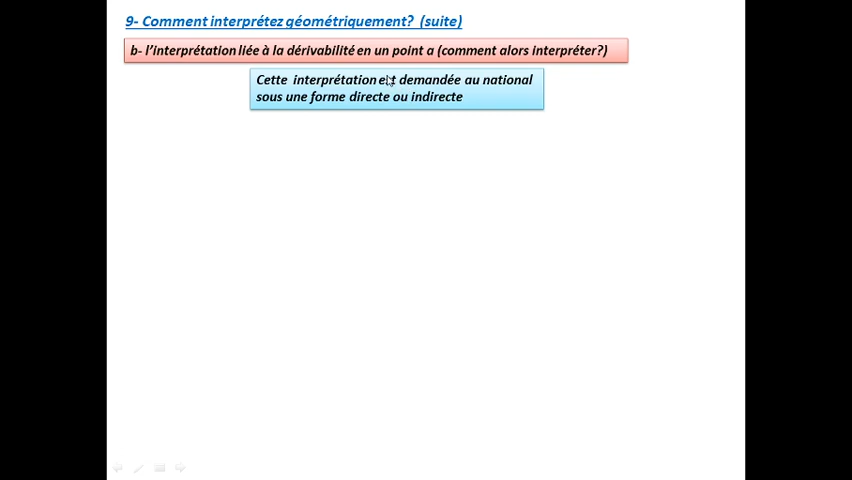 9- Comment interprétez géométriquement? (suite)
b- l'interprétation liée à la dérivabilité en un point a (comment alors interpréter?)
Cette interprétation est demandée au national
sous une forme directe ou indirecte